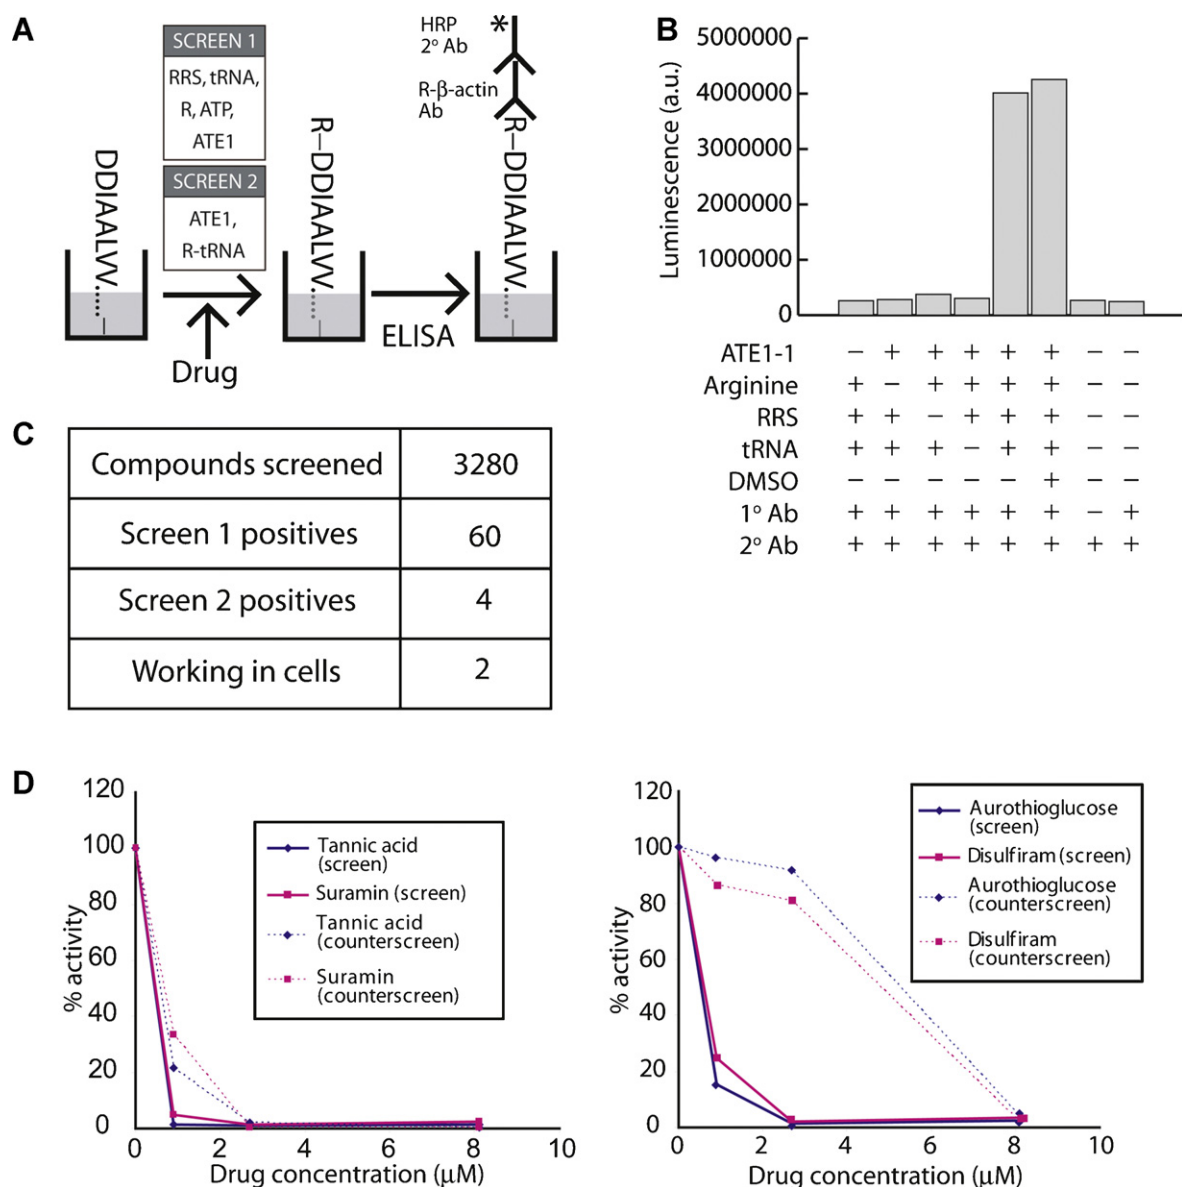 A
SCREEN 1
RRS, tRNA,
R, ATP,
ATE1
SCREEN 2
ATE1,
R-tRNA
DDIAALVV
Drug
R–DDIAALVV
ELISA
HRP
2° Ab
*
R-β-actin
Ab
R–DDIAALVV
B
Luminescence (a.u.)
5000000
4000000
3000000
2000000
1000000
0
ATE1-1 – + + + + + – –
Arginine + – + + + + – –
RRS + + – + + + – –
tRNA + + + – + + – –
DMSO – – – – – + – –
1° Ab + + + + + + – +
2° Ab + + + + + + + +
C
Compounds screened 3280
Screen 1 positives 60
Screen 2 positives 4
Working in cells 2
D
% activity
120
100
80
60
40
20
0
0 2 4 6 8 10
Drug concentration (μM)
Tannic acid
(screen)
Suramin (screen)
Tannic acid
(counterscreen)
Suramin
(counterscreen)
% activity
120
100
80
60
40
20
0
0 2 4 6 8 10
Drug concentration (μM)
Aurothioglucose
(screen)
Disulfiram (screen)
Aurothioglucose
(counterscreen)
Disulfiram
(counterscreen)